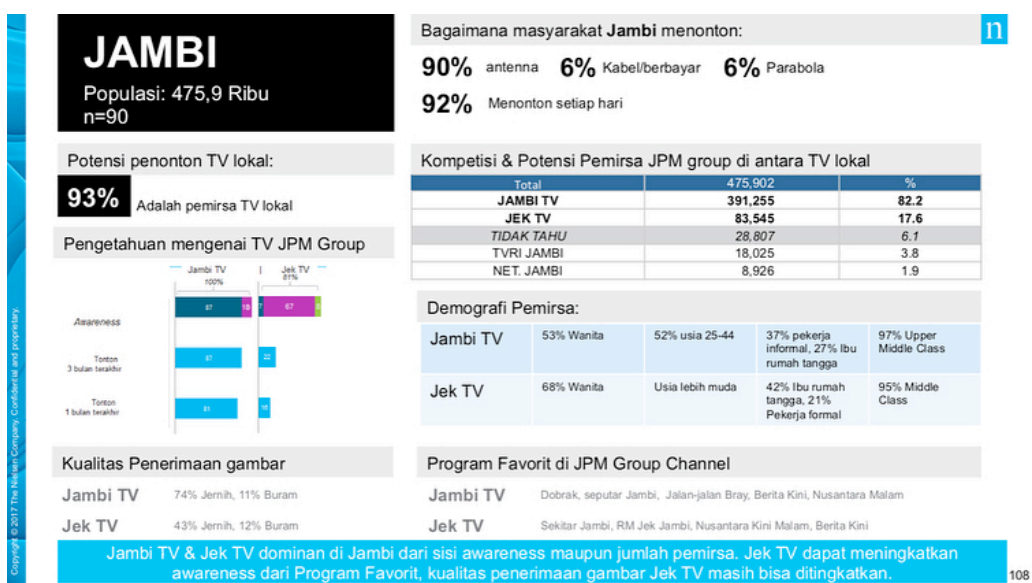 JAMBI
Populasi: 475,9 Ribu
n=90
Bagaimana masyarakat Jambi menonton:
n
90% antenna 6% Kabel/berbayar 6% Parabola
92% Menonton setiap hari
Potensi penonton TV lokal:
93% Adalah pemirsa TV lokal
Pengetahuan mengenai TV JPM Group
Jambi TV | Jek TV
100% 81%
Awareness 87 13 7 67
Tonton
3 bulan terakhir 87 22
Tonton
1 bulan terakhir 81 16
Kompetisi & Potensi Pemirsa JPM group di antara TV lokal
Total 475,902 %
JAMBI TV 391,255 82.2
JEK TV 83,545 17.6
TIDAK TAHU 28,807 6.1
TVRI JAMBI 18,025 3.8
NET. JAMBI 8,926 1.9
Demografi Pemirsa:
Jambi TV 53% Wanita 52% usia 25-44 37% pekerja informal, 27% Ibu rumah tangga 97% Upper Middle Class
Jek TV 68% Wanita Usia lebih muda 42% Ibu rumah tangga, 21% Pekerja formal 95% Middle Class
Kualitas Penerimaan gambar
Jambi TV 74% Jernih, 11% Buram
Jek TV 43% Jernih, 12% Buram
Program Favorit di JPM Group Channel
Jambi TV Dobrak, seputar Jambi, Jalan-jalan Bray, Berita Kini, Nusantara Malam
Jek TV Sekitar Jambi, RM Jek Jambi, Nusantara Kini Malam, Berita Kini
Jambi TV & Jek TV dominan di Jambi dari sisi awareness maupun jumlah pemirsa. Jek TV dapat meningkatkan
awareness dari Program Favorit, kualitas penerimaan gambar Jek TV masih bisa ditingkatkan.
Copyright © 2017 The Nielsen Company. Confidential and proprietary.
108